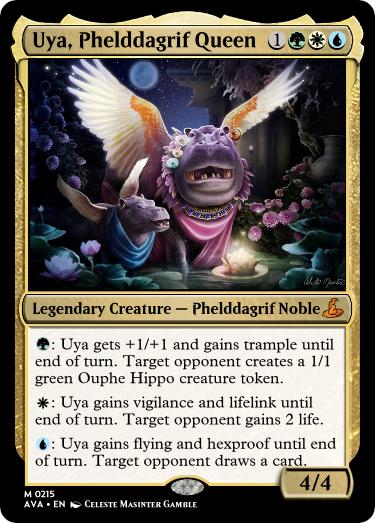 Uya, Phelddagrif Queen 1
Legendary Creature — Phelddagrif Noble
: Uya gets +1/+1 and gains trample until
end of turn. Target opponent creates a 1/1
green Ouphe Hippo creature token.
: Uya gains vigilance and lifelink until
end of turn. Target opponent gains 2 life.
: Uya gains flying and hexproof until end
of turn. Target opponent draws a card.
4/4
M 0215
AVA • EN Celeste Masinter Gamble